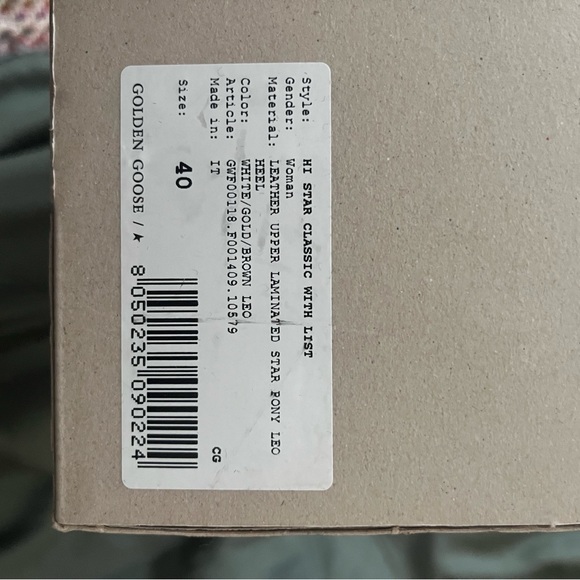 Style: HI STAR CLASSIC WITH LIST
Gender: Woman
Material: LEATHER UPPER LAMINATED STAR PONY LEO
HEEL
Color: WHITE/GOLD/BROWN LEO
Article: GWF00118.F001409.10579
Made in: IT
CG
Size: 40
GOLDEN GOOSE /
8 050235 090224